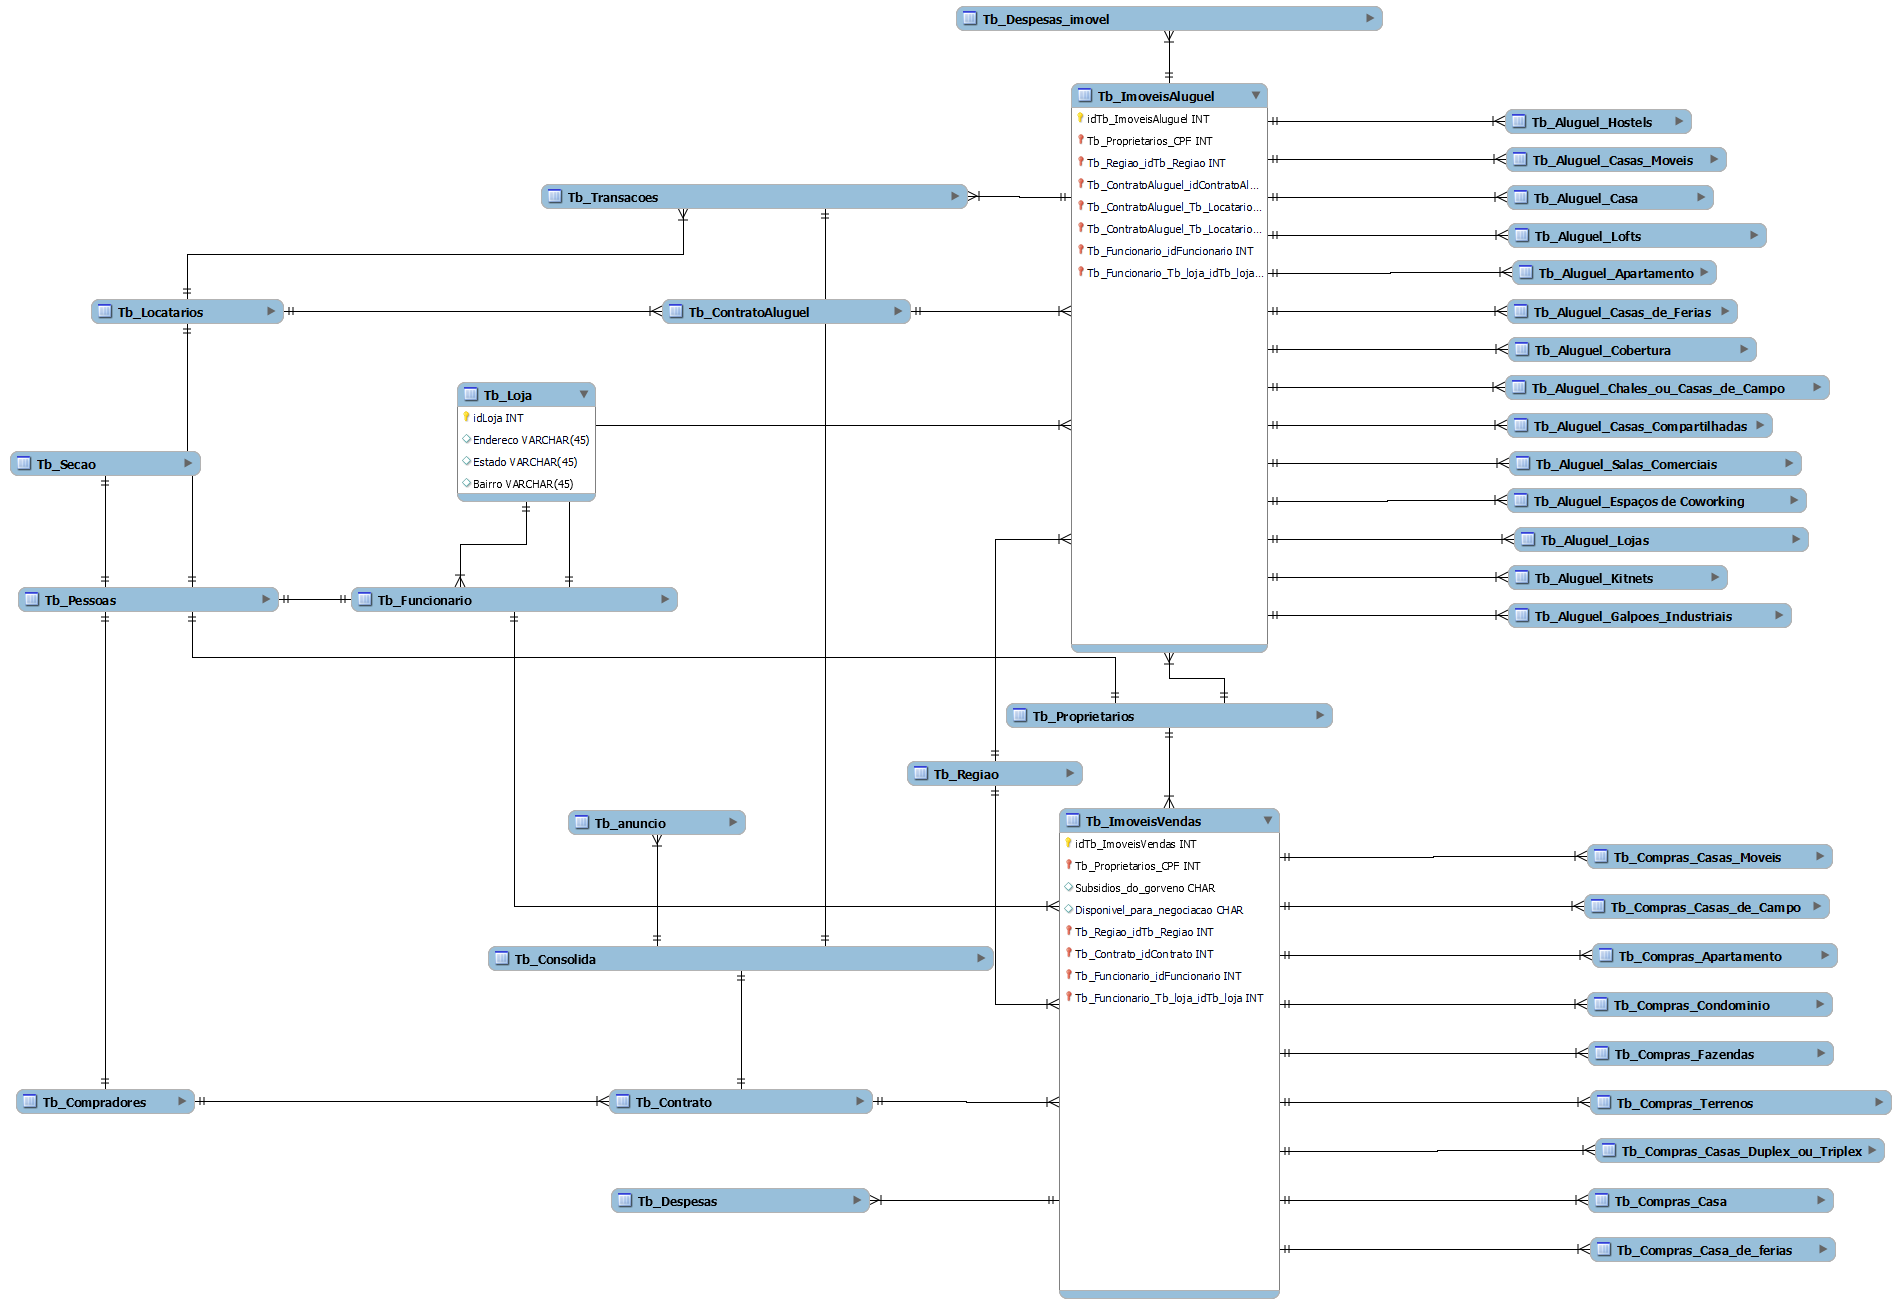 Tb_Despesas_imovel
Tb_ImoveisAluguel
idTb_ImoveisAluguel INT
Tb_Proprietarios_CPF INT
Tb_Regiao_idTb_Regiao INT
Tb_ContratoAluguel_idContratoAl...
Tb_ContratoAluguel_Tb_Locatario...
Tb_ContratoAluguel_Tb_Locatario...
Tb_Funcionario_idFuncionario INT
Tb_Funcionario_Tb_loja_idTb_loja...
Tb_Aluguel_Hostels
Tb_Aluguel_Casas_Moveis
Tb_Aluguel_Casa
Tb_Aluguel_Lofts
Tb_Aluguel_Apartamento
Tb_Aluguel_Casas_de_Ferias
Tb_Aluguel_Cobertura
Tb_Aluguel_Chales_ou_Casas_de_Campo
Tb_Aluguel_Casas_Compartilhadas
Tb_Aluguel_Salas_Comerciais
Tb_Aluguel_Espaços de Coworking
Tb_Aluguel_Lojas
Tb_Aluguel_Kitnets
Tb_Aluguel_Galpoes_Industriais
Tb_Transacoes
Tb_Locatarios
Tb_ContratoAluguel
Tb_Loja
idLoja INT
Endereco VARCHAR(45)
Estado VARCHAR(45)
Bairro VARCHAR(45)
Tb_Secao
Tb_Pessoas
Tb_Funcionario
Tb_Proprietarios
Tb_Regiao
Tb_anuncio
Tb_ImoveisVendas
idTb_ImoveisVendas INT
Tb_Proprietarios_CPF INT
Subsidios_do_gorveno CHAR
Disponivel_para_negociacao CHAR
Tb_Regiao_idTb_Regiao INT
Tb_Contrato_idContrato INT
Tb_Funcionario_idFuncionario INT
Tb_Funcionario_Tb_loja_idTb_loja INT
Tb_Consolida
Tb_Compradores
Tb_Contrato
Tb_Despesas
Tb_Compras_Casas_Moveis
Tb_Compras_Casas_de_Campo
Tb_Compras_Apartamento
Tb_Compras_Condominio
Tb_Compras_Fazendas
Tb_Compras_Terrenos
Tb_Compras_Casas_Duplex_ou_Triplex
Tb_Compras_Casa
Tb_Compras_Casa_de_ferias